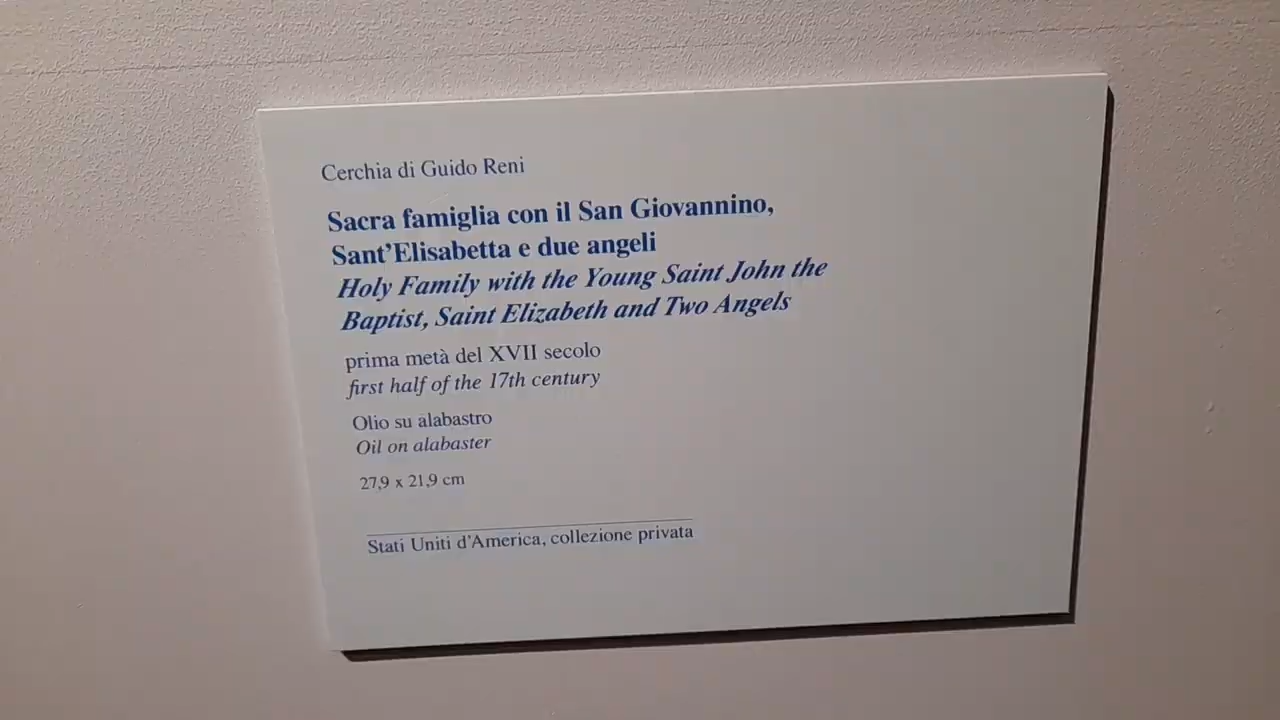 Cerchia di Guido Reni
Sacra famiglia con il San Giovannino,
Sant'Elisabetta e due angeli
Holy Family with the Young Saint John the
Baptist, Saint Elizabeth and Two Angels
prima metà del XVII secolo
first half of the 17th century
Olio su alabastro
Oil on alabaster
27,9 x 21,9 cm
Stati Uniti d'America, collezione privata